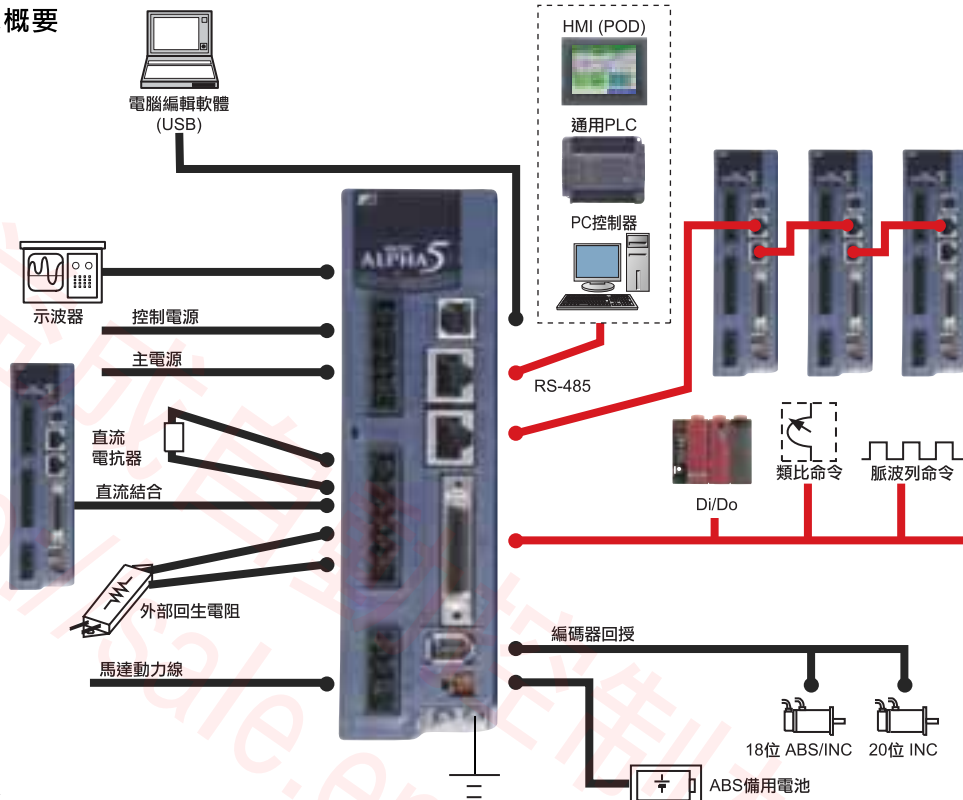 概要
HMI (POD)
電腦編輯軟體
(USB)
通用PLC
PC控制器
ALPHA5
示波器
控制電源
主電源
RS-485
直流
電抗器
直流結合
類比命令
脈波列命令
Di/Do
外部回生電阻
編碼器回授
馬達動力線
18位 ABS/INC
20位 INC
ABS備用電池